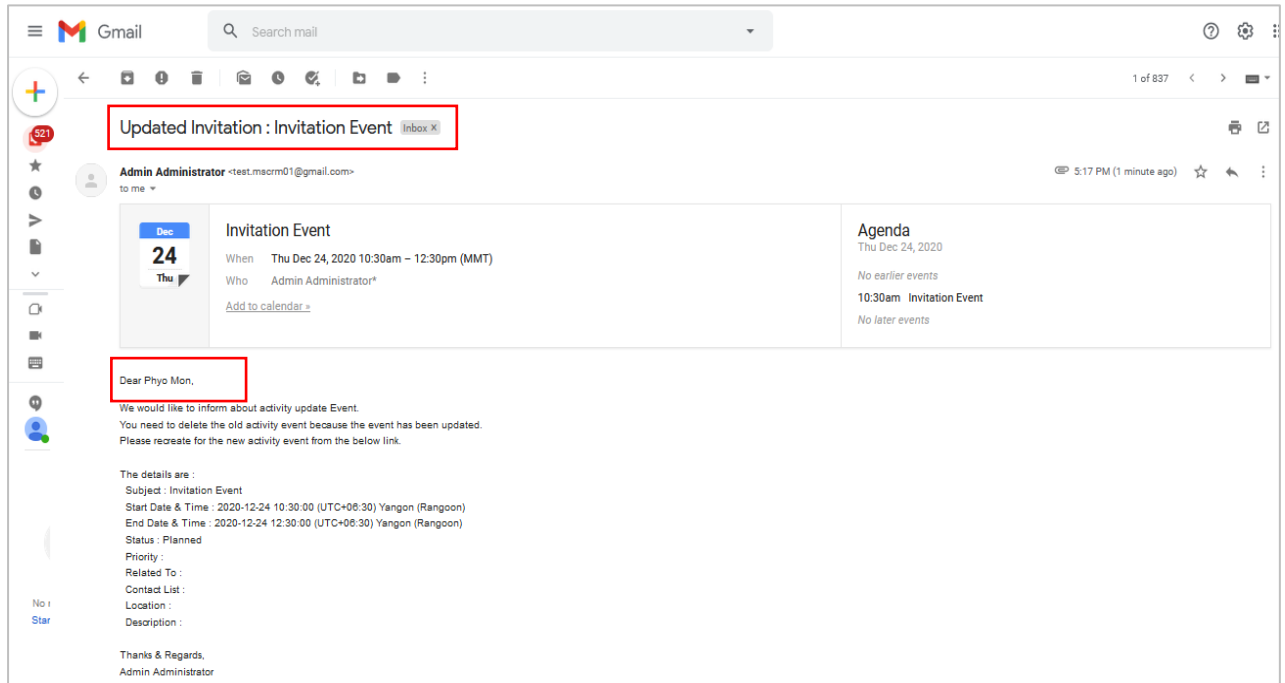 Gmail
Search mail
1 of 837
521
Updated Invitation : Invitation Event Inbox x
Admin Administrator <test.mscrm01@gmail.com>
5:17 PM (1 minute ago)
to me
Dec
24
Thu
Invitation Event
When Thu Dec 24, 2020 10:30am – 12:30pm (MMT)
Who Admin Administrator*
Add to calendar »
Agenda
Thu Dec 24, 2020
No earlier events
10:30am Invitation Event
No later events
Dear Phyo Mon,
We would like to inform about activity update Event.
You need to delete the old activity event because the event has been updated.
Please recreate for the new activity event from the below link.
The details are :
Subject : Invitation Event
Start Date & Time : 2020-12-24 10:30:00 (UTC+06:30) Yangon (Rangoon)
End Date & Time : 2020-12-24 12:30:00 (UTC+06:30) Yangon (Rangoon)
Status : Planned
Priority :
Related To :
Contact List :
Location :
Description :
Thanks & Regards,
Admin Administrator
No
Star